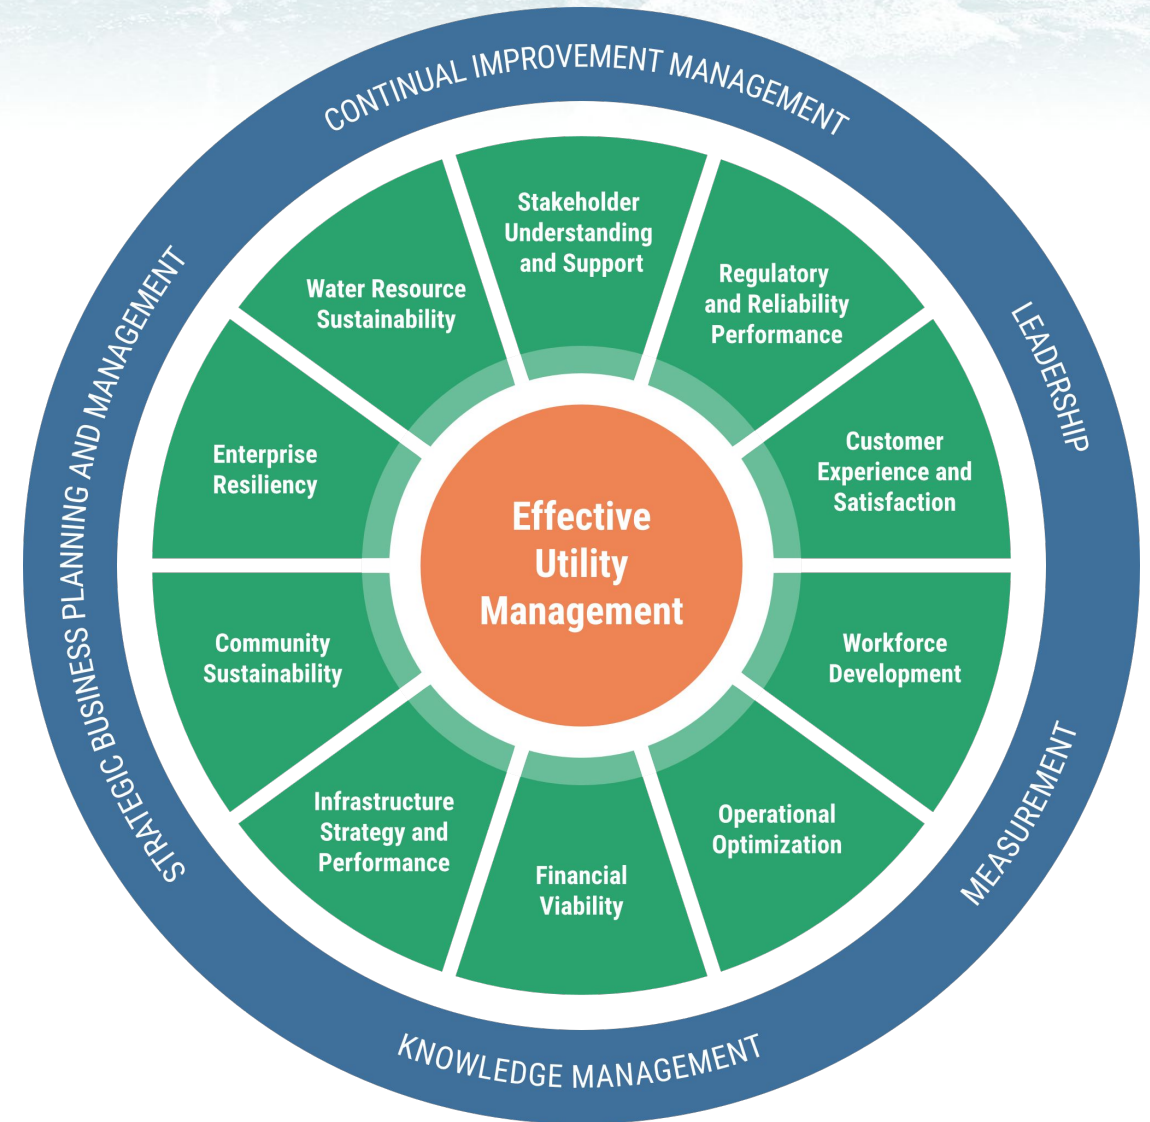 CONTINUAL IMPROVEMENT MANAGEMENT
LEADERSHIP
MEASUREMENT
KNOWLEDGE MANAGEMENT
STRATEGIC BUSINESS PLANNING AND MANAGEMENT
Stakeholder
Understanding
and Support
Regulatory
and Reliability
Performance
Customer
Experience and
Satisfaction
Workforce
Development
Operational
Optimization
Financial
Viability
Infrastructure
Strategy and
Performance
Community
Sustainability
Enterprise
Resiliency
Water Resource
Sustainability
Effective
Utility
Management